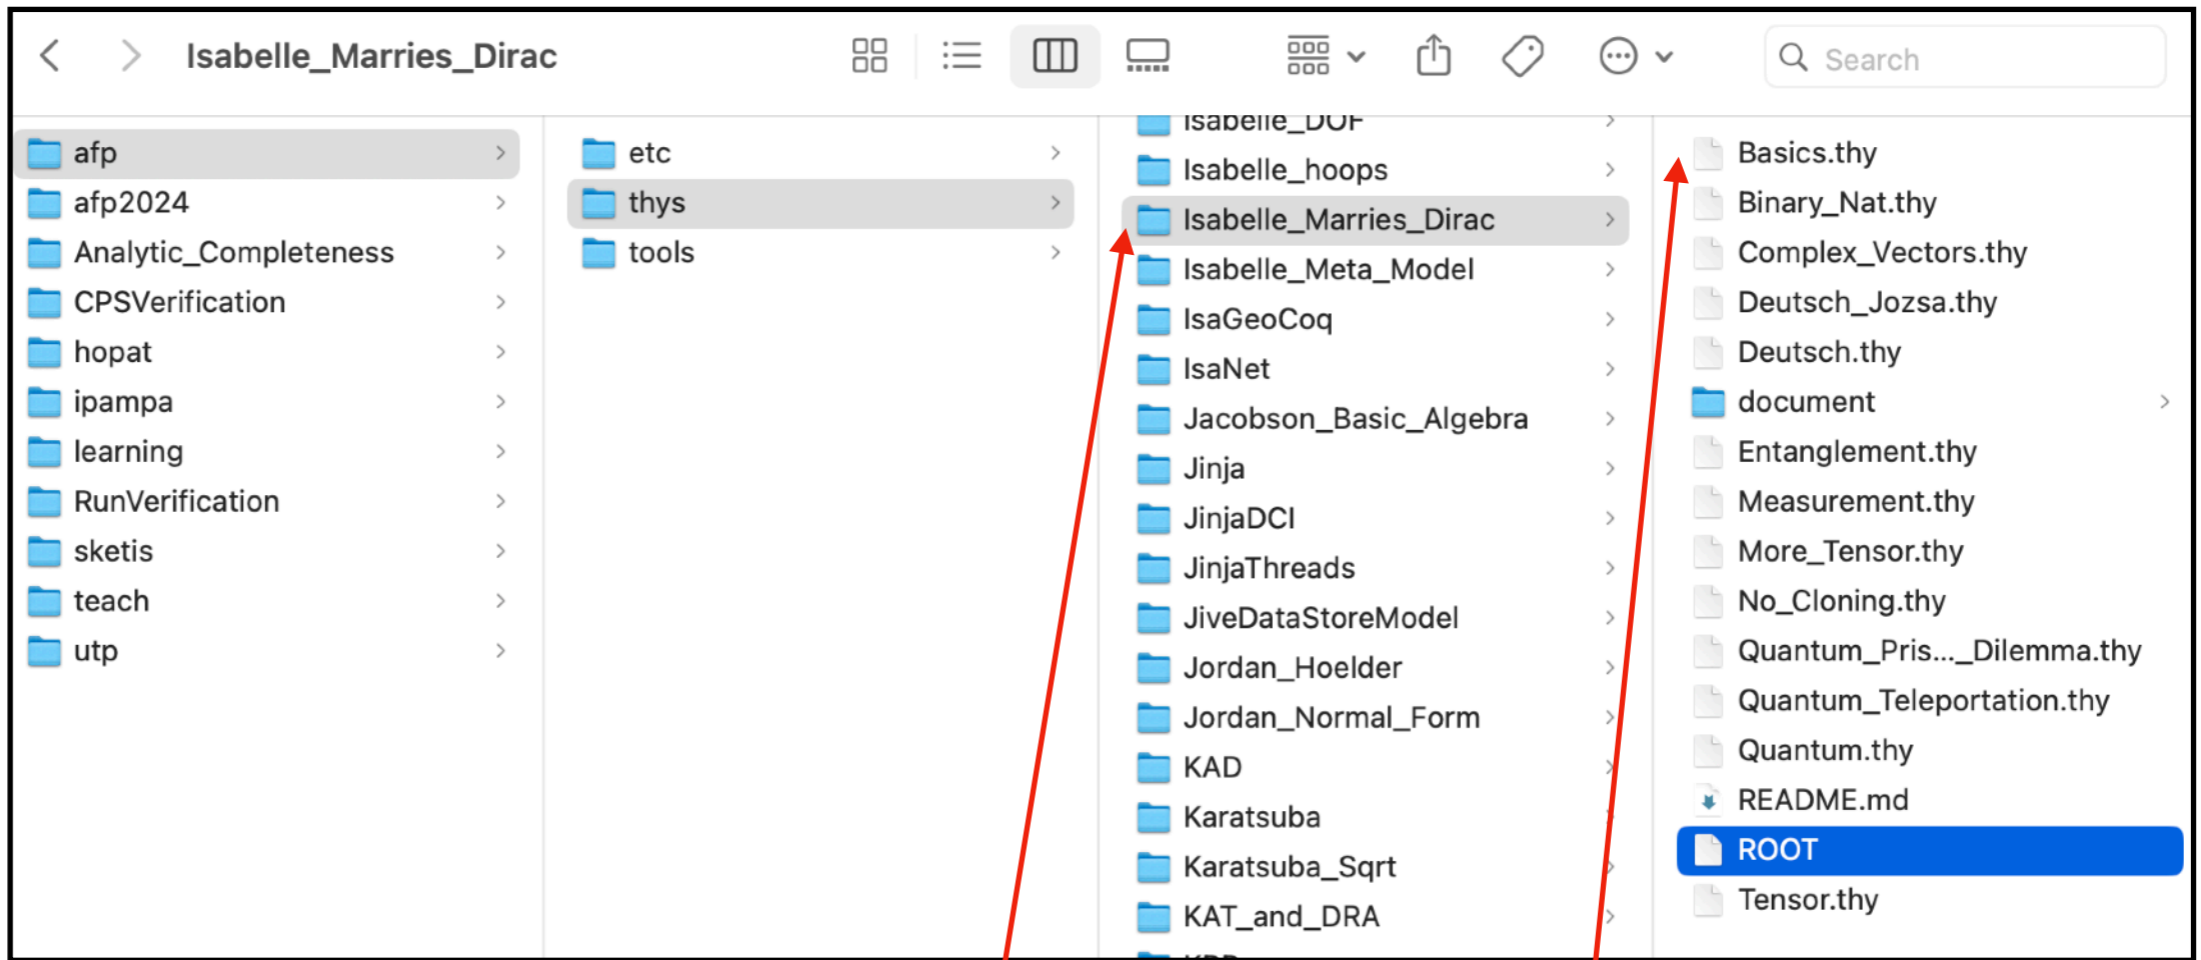 Isabelle_Marries_Dirac
Search
afp
afp2024
Analytic_Completeness
CPSVerification
hopat
ipampa
learning
RunVerification
sketis
teach
utp
etc
thys
tools
Isabelle_DOF
Isabelle_hoops
Isabelle_Marries_Dirac
Isabelle_Meta_Model
IsaGeoCoq
IsaNet
Jacobson_Basic_Algebra
Jinja
JinjaDCI
JinjaThreads
JiveDataStoreModel
Jordan_Hoelder
Jordan_Normal_Form
KAD
Karatsuba
Karatsuba_Sqrt
KAT_and_DRA
Basics.thy
Binary_Nat.thy
Complex_Vectors.thy
Deutsch_Jozsa.thy
Deutsch.thy
document
Entanglement.thy
Measurement.thy
More_Tensor.thy
No_Cloning.thy
Quantum_Pris..._Dilemma.thy
Quantum_Teleportation.thy
Quantum.thy
README.md
ROOT
Tensor.thy